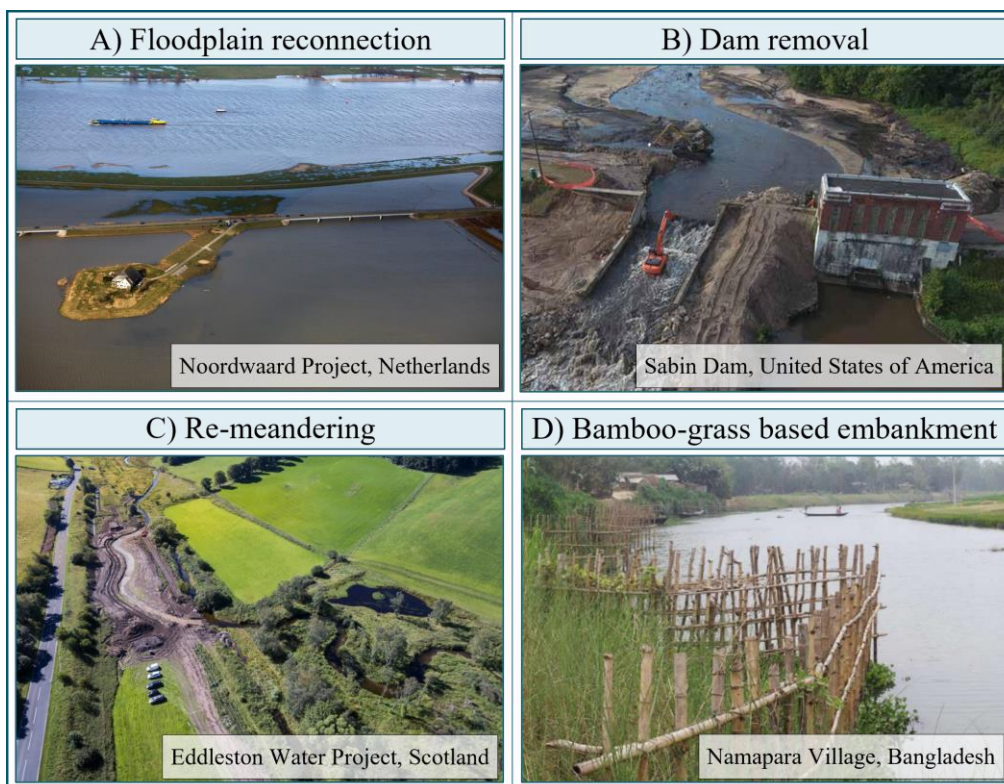 A) Floodplain reconnection
B) Dam removal
Noordwaard Project, Netherlands
Sabin Dam, United States of America
C) Re-meandering
D) Bamboo-grass based embankment
Eddleston Water Project, Scotland
Namapara Village, Bangladesh